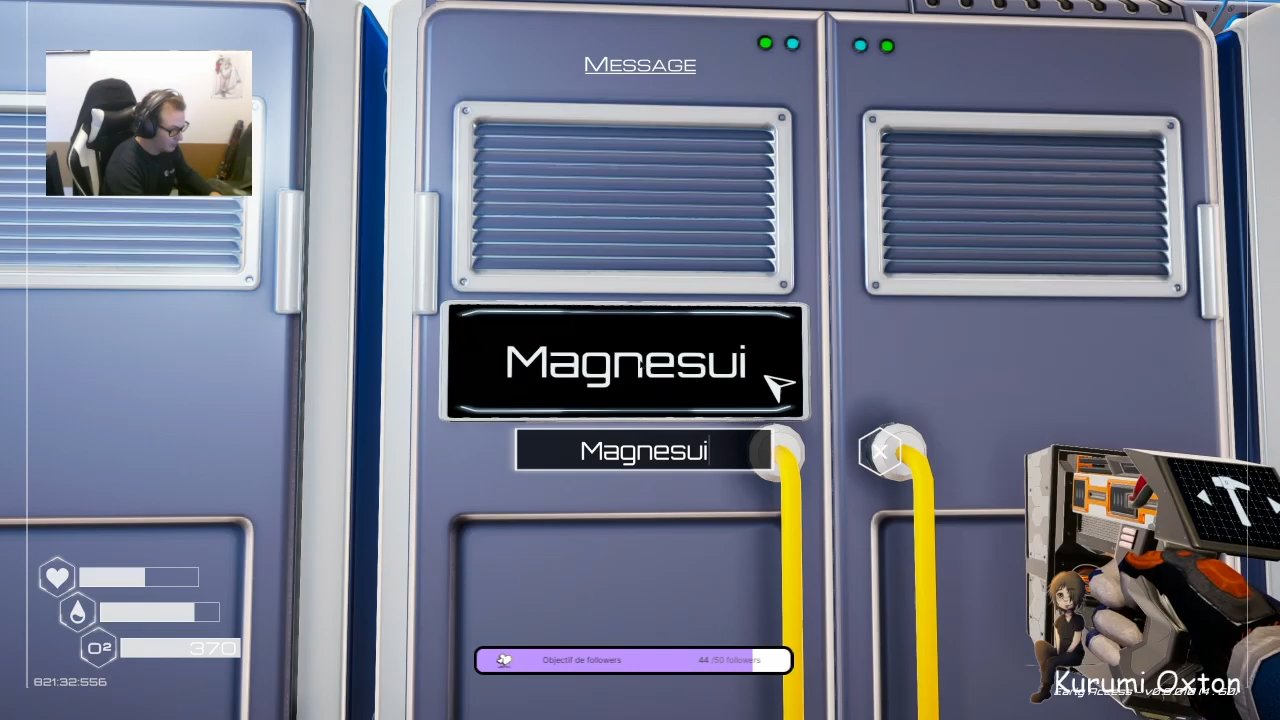 Message
Magnesui
Magnesui
O²
370
821:32:556
Objectif de followers
44 /50 followers
Kurumi Oxton